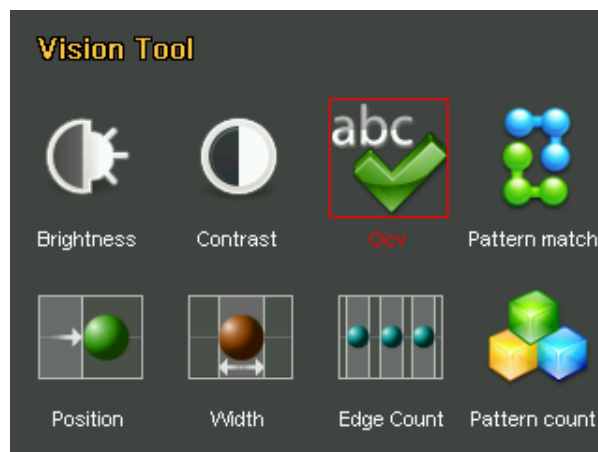 Vision Tool
abc
Brightness Contrast Ocv Pattern match
Position Width Edge Count Pattern count